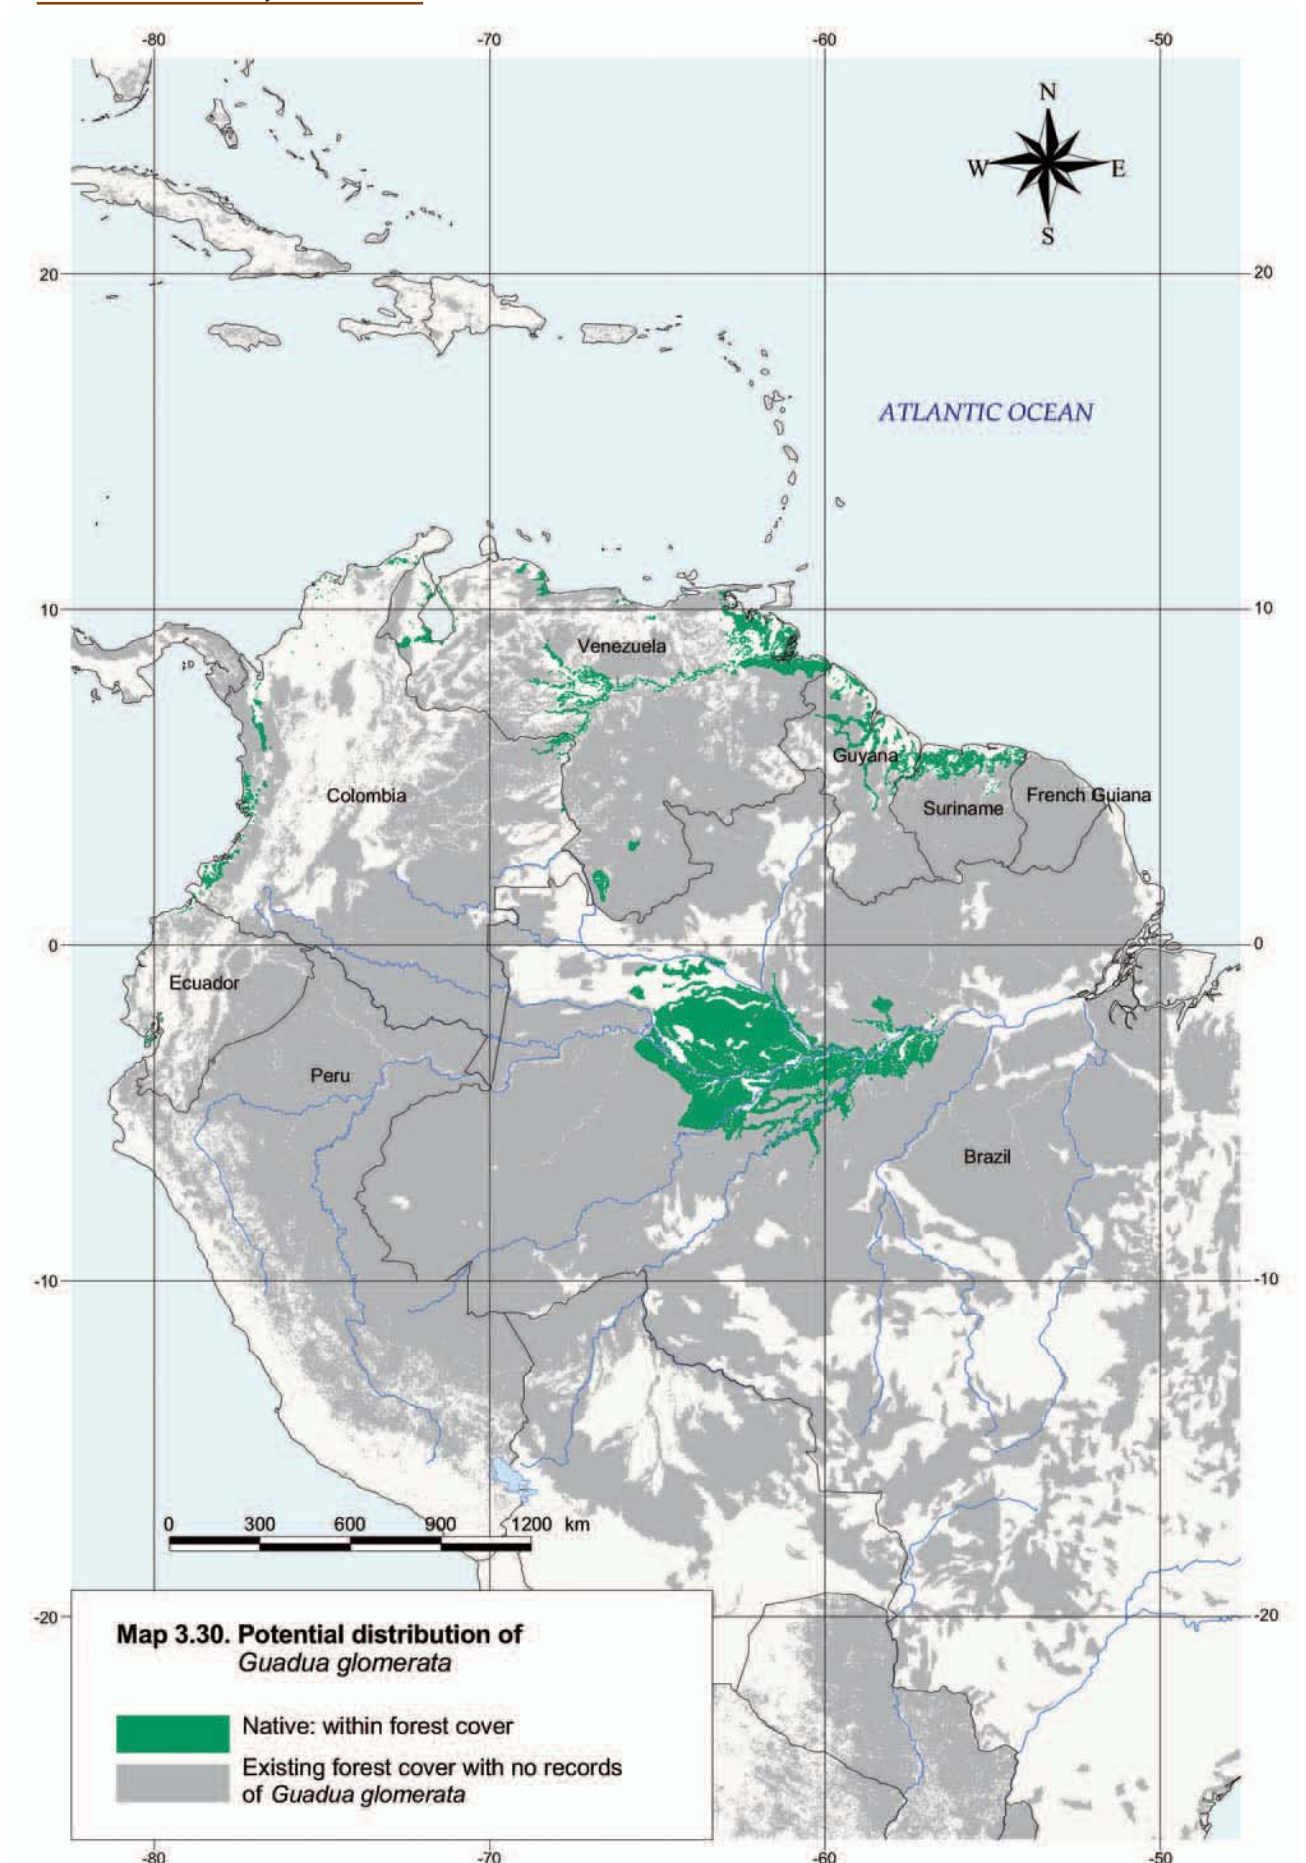 -80 -70 -60 -50
N
W E
S
20 20
ATLANTIC OCEAN
10 10
Venezuela
Guyana
Colombia
Suriname
French Guiana
0 0
Ecuador
Peru
Brazil
-10 -10
0 300 600 900 1200 km
-20 -20
Map 3.30. Potential distribution of
Guadua glomerata
Native: within forest cover
Existing forest cover with no records
of Guadua glomerata
-80 -70 -60 -50